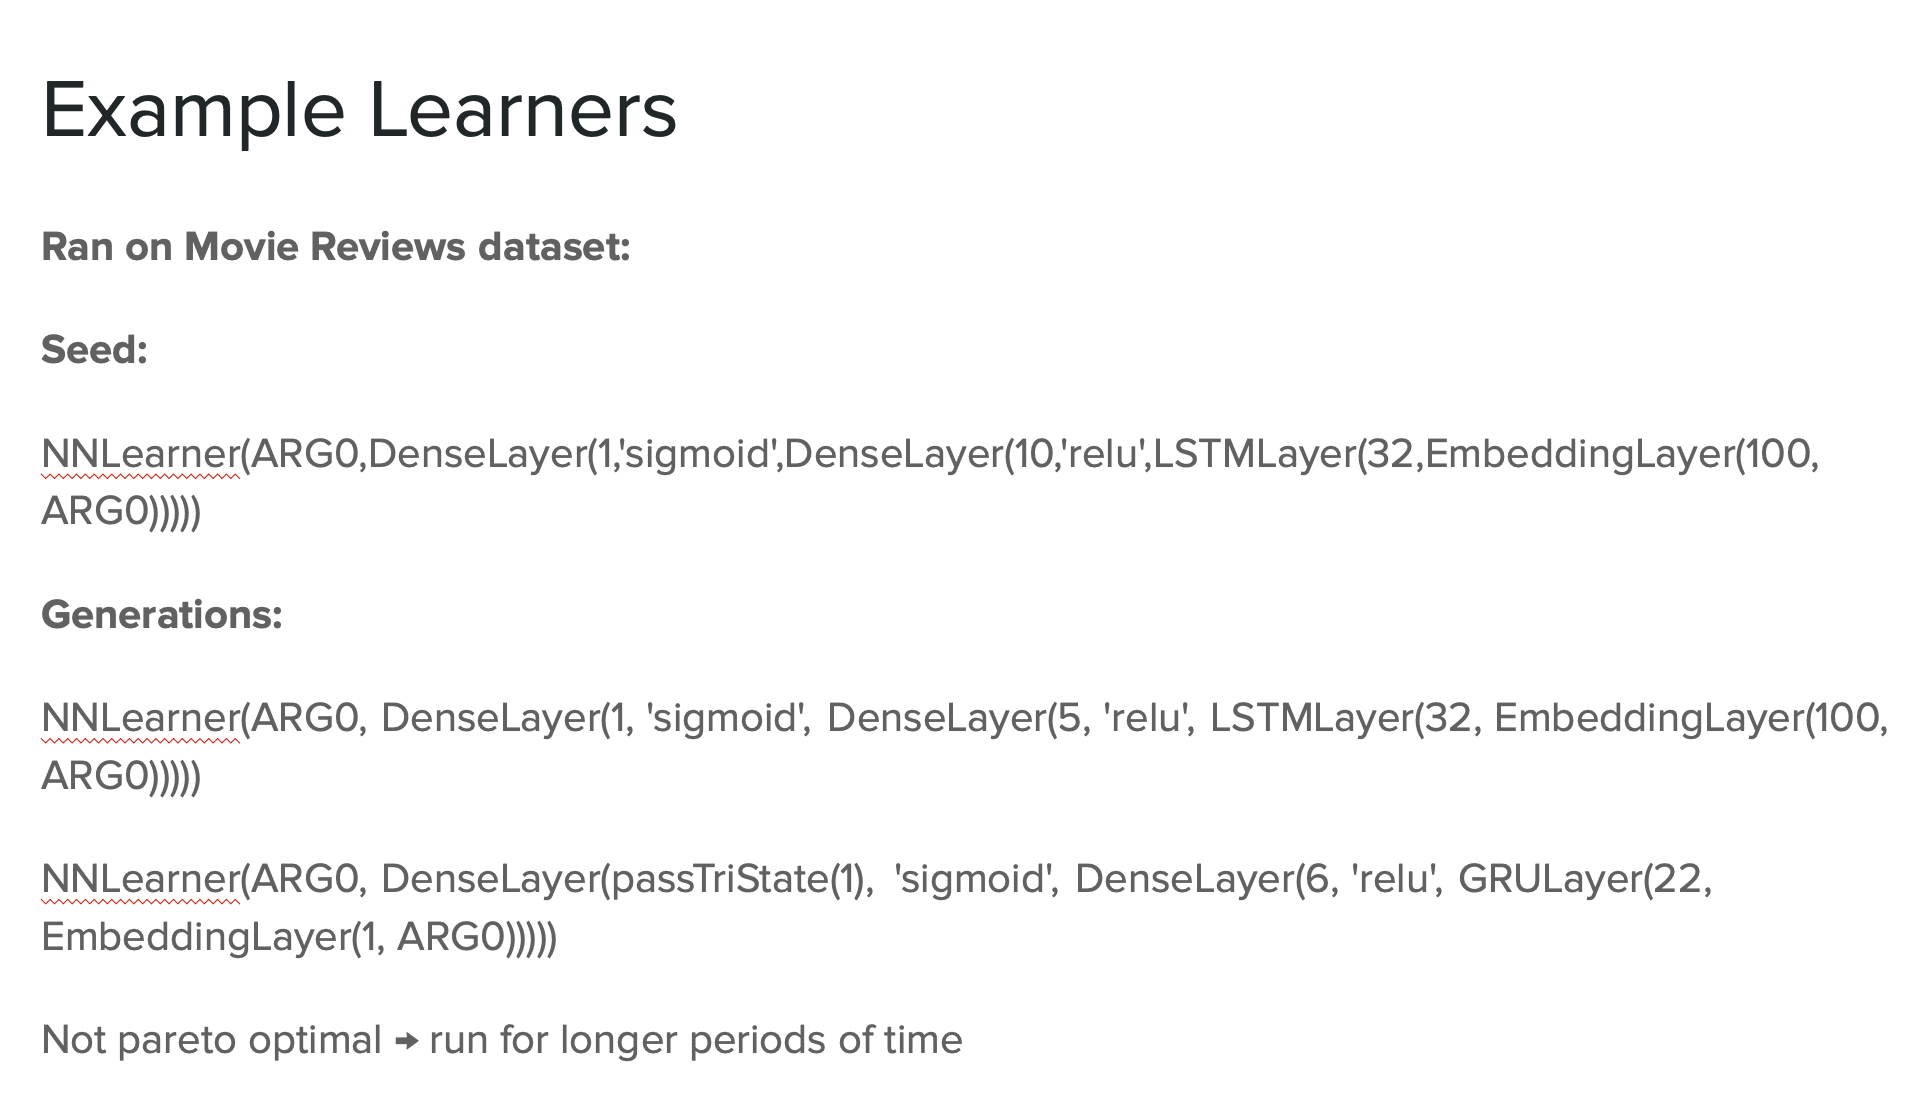 Example Learners
Ran on Movie Reviews dataset:
Seed:
NNLearner(ARG0,DenseLayer(1,'sigmoid',DenseLayer(10,'relu',LSTMLayer(32,EmbeddingLayer(100,
ARG0)))))
Generations:
NNLearner(ARG0, DenseLayer(1, 'sigmoid', DenseLayer(5, 'relu', LSTMLayer(32, EmbeddingLayer(100,
ARG0)))))
NNLearner(ARG0, DenseLayer(passTriState(1), 'sigmoid', DenseLayer(6, 'relu', GRULayer(22,
EmbeddingLayer(1, ARG0)))))
Not pareto optimal → run for longer periods of time